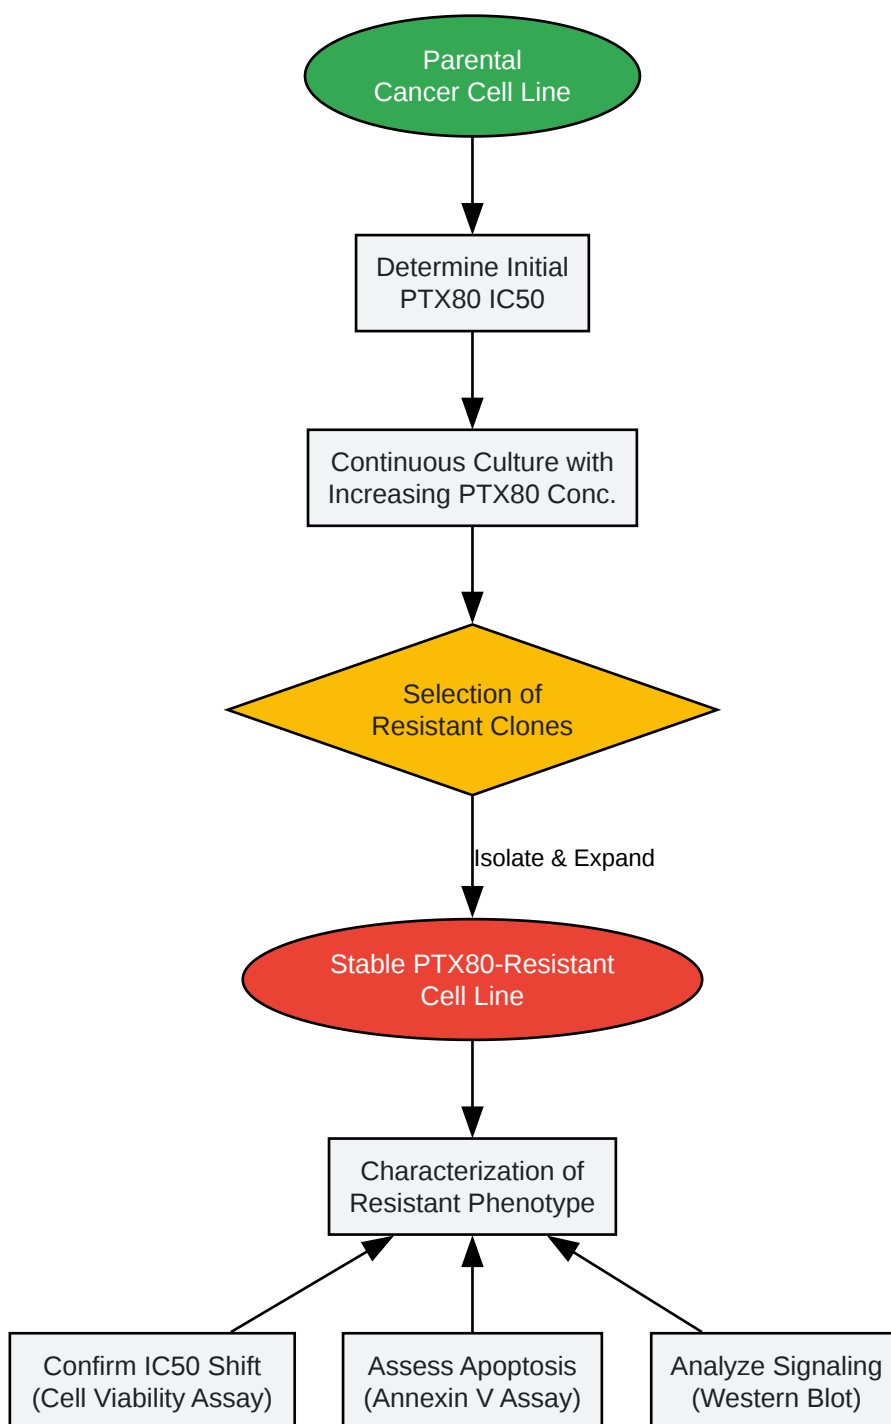 Parental
Cancer Cell Line
Determine Initial
PTX80 IC50
Continuous Culture with
Increasing PTX80 Conc.
Selection of
Resistant Clones
Isolate & Expand
Stable PTX80-Resistant
Cell Line
Characterization of
Resistant Phenotype
Confirm IC50 Shift
(Cell Viability Assay)
Assess Apoptosis
(Annexin V Assay)
Analyze Signaling
(Western Blot)